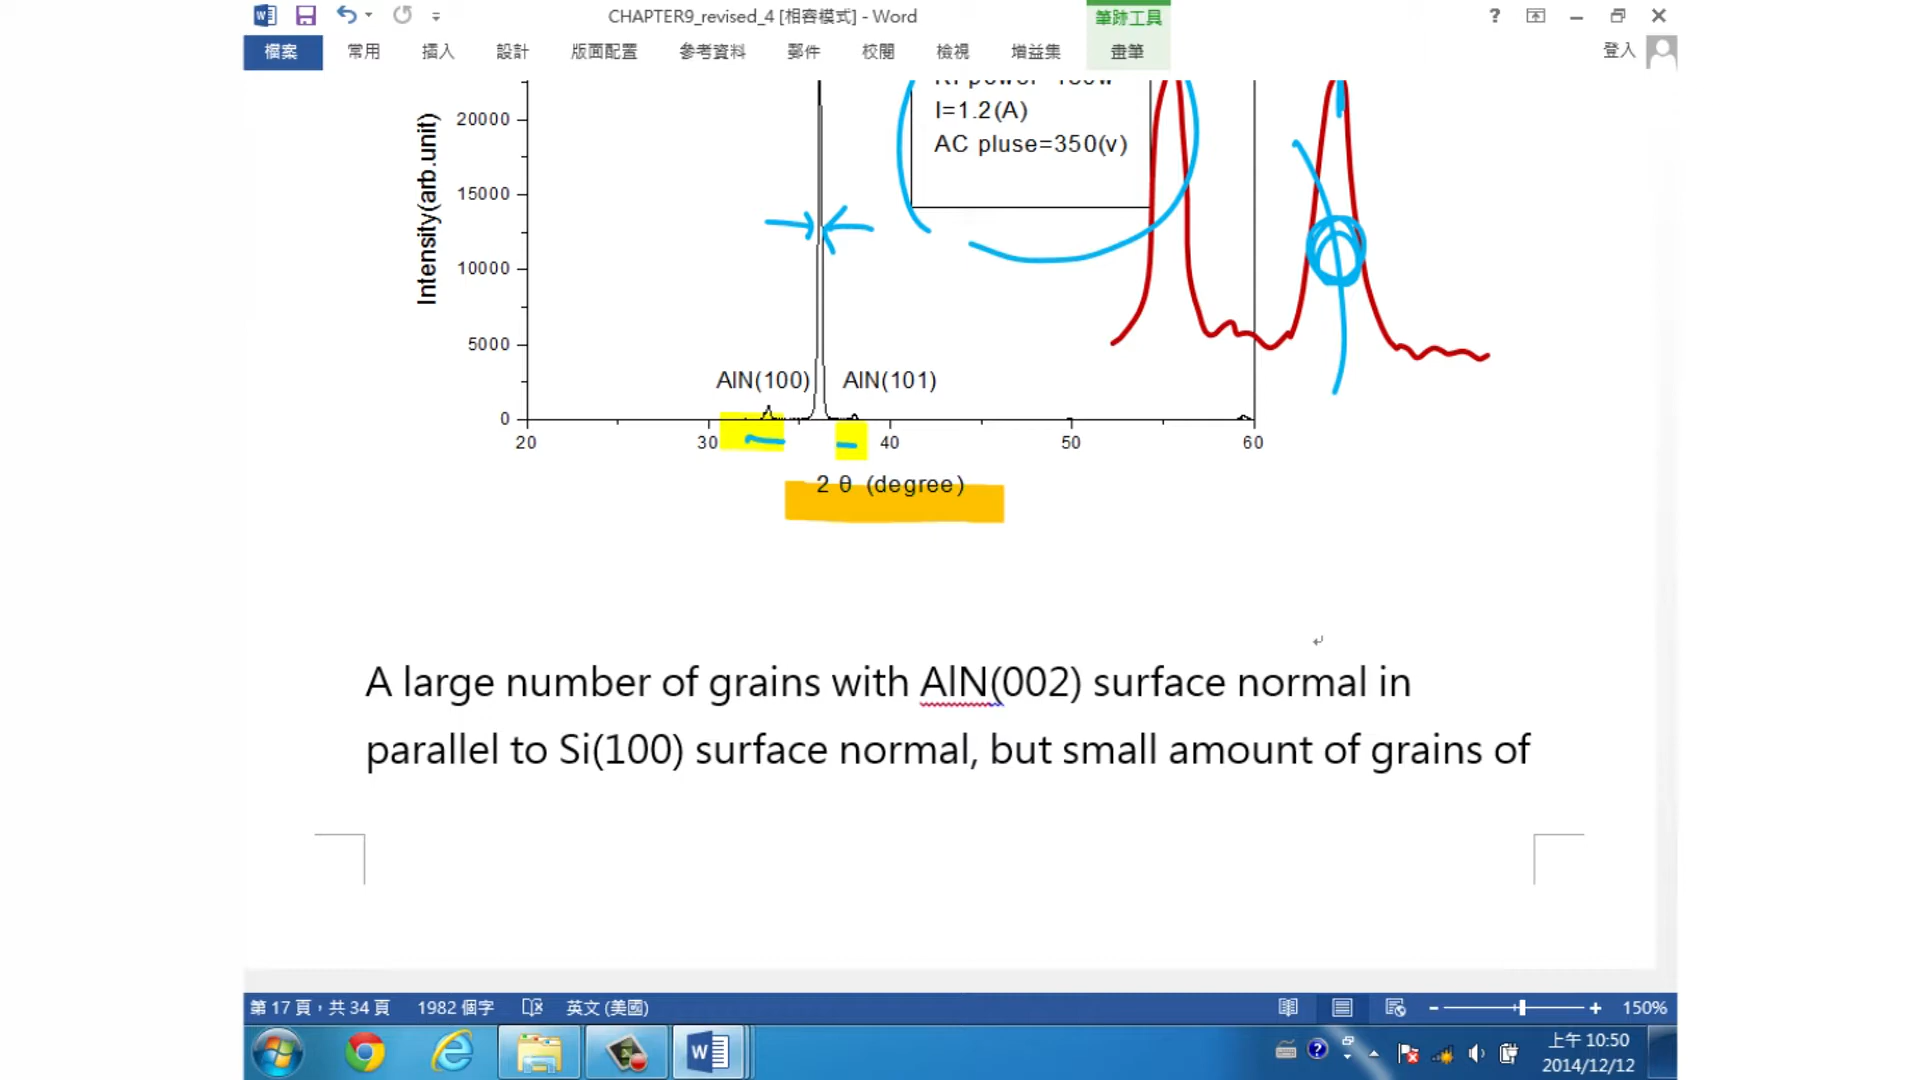 CHAPTER9_revised_4 [相容模式] - Word
筆跡工具
?
檔案
常用
插入
設計
版面配置
參考資料
郵件
校閱
檢視
增益集
畫筆
登入
I=1.2(A)
AC pluse=350(v)
Intensity(arb.unit)
20000
15000
10000
5000
0
AlN(100)
AlN(101)
20
30
40
50
60
2 θ (degree)
A large number of grains with AlN(002) surface normal in
parallel to Si(100) surface normal, but small amount of grains of
第 17 頁，共 34 頁
1982 個字
英文 (美國)
150%
上午 10:50
2014/12/12